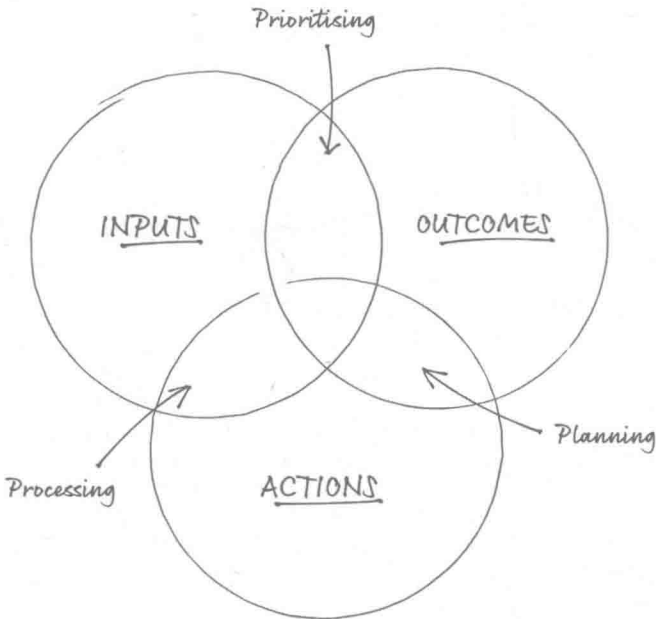 Prioritising
INPUTS
OUTCOMES
Planning
Processing
ACTIONS